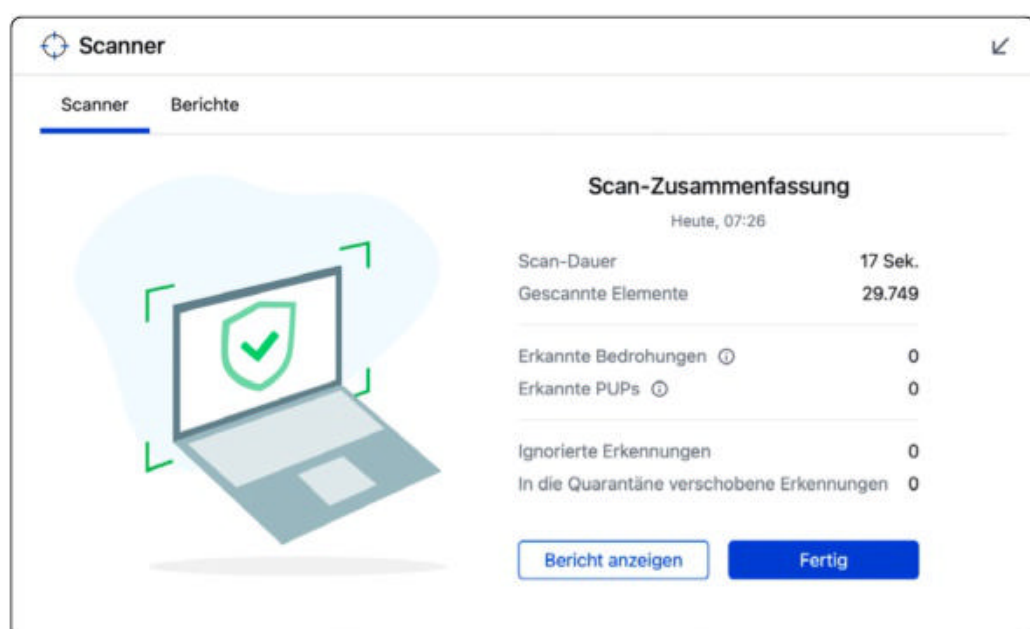 Scanner
Scanner Berichte
Scan-Zusammenfassung
Heute, 07:26
Scan-Dauer 17 Sek.
Gescannte Elemente 29.749
Erkannte Bedrohungen 0
Erkannte PUPs 0
Ignorierte Erkennungen 0
In die Quarantäne verschobene Erkennungen 0
Bericht anzeigen Fertig